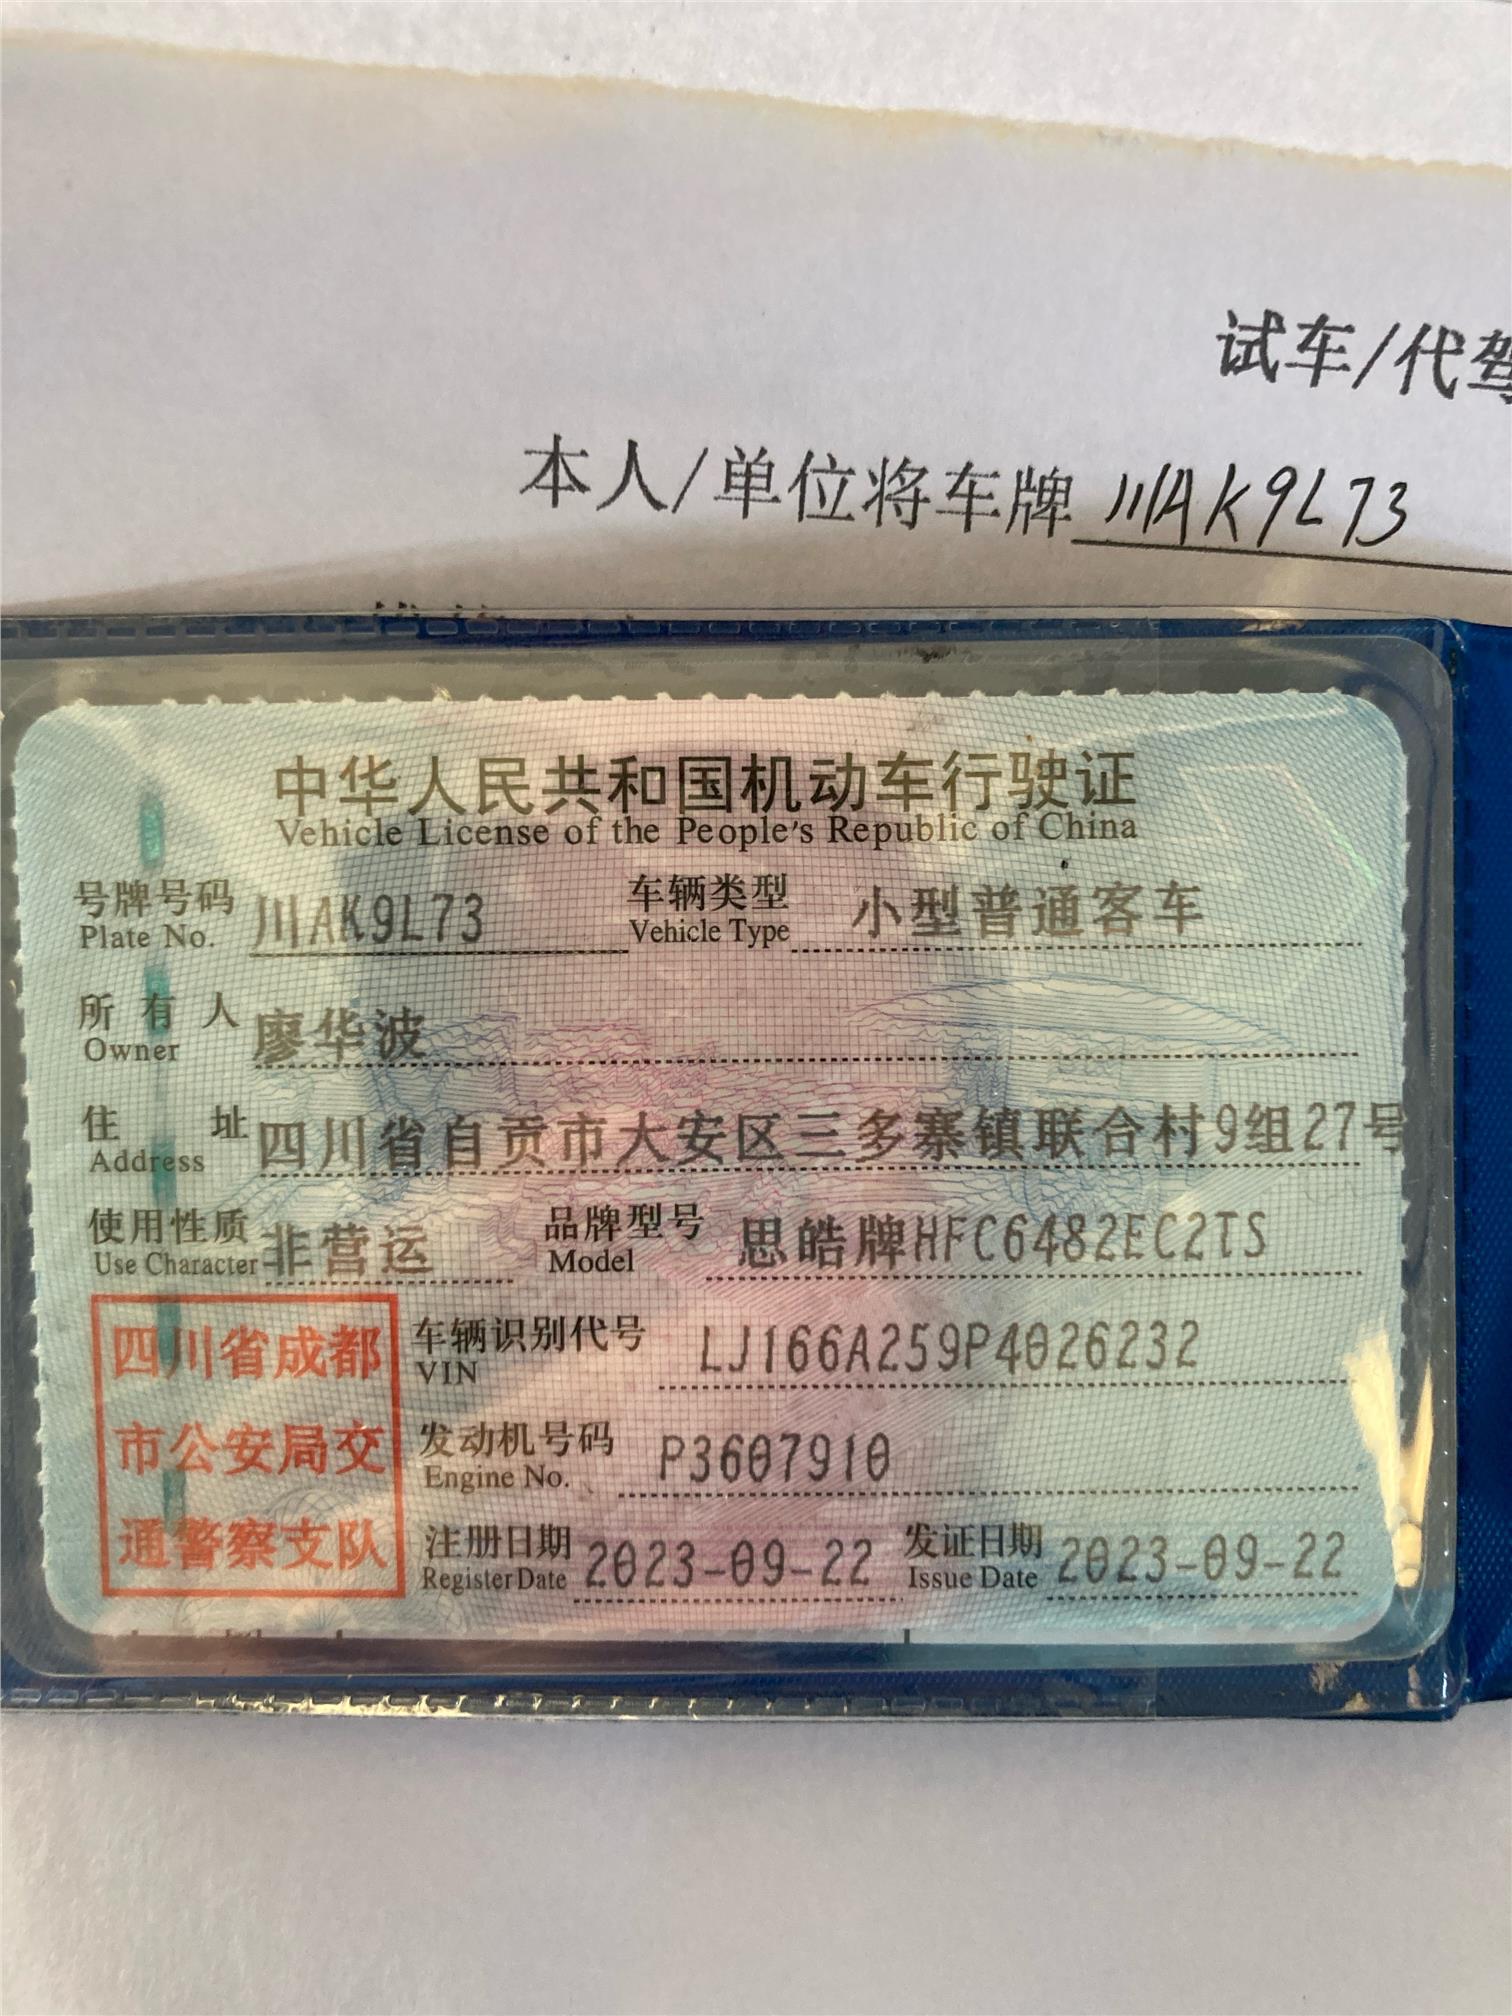 试车/代驾
本人/单位将车牌 川AK9L73
中华人民共和国机动车行驶证
Vehicle License of the People's Republic of China
号牌号码 川AK9L73 车辆类型 小型普通客车
Plate No. Vehicle Type
所有人 廖华波
Owner
住址 四川省自贡市大安区三多寨镇联合村9组27号
Address
使用性质 非营运 品牌型号 思皓牌HFC6482EC2TS
Use Character Model
四川省成都
市公安局交
通警察支队
车辆识别代号 LJ166A259P4026232
VIN
发动机号码 P3607910
Engine No.
注册日期 2023-09-22 发证日期 2023-09-22
Register Date Issue Date